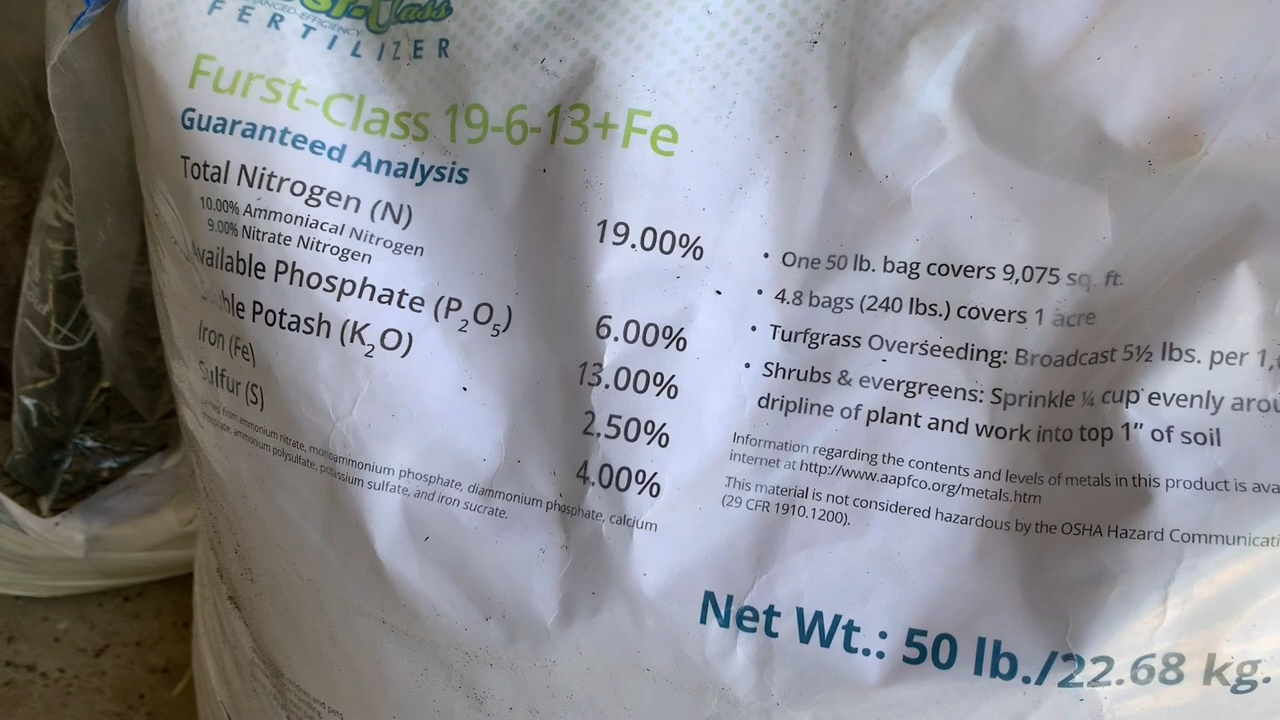 FERTILIZER
Furst-Class 19-6-13+Fe
Guaranteed Analysis
Total Nitrogen (N) 19.00%
10.00% Ammoniacal Nitrogen
9.00% Nitrate Nitrogen
Available Phosphate (P2O5) 6.00%
Potash (K2O) 13.00%
Iron (Fe) 2.50%
Sulfur (S) 4.00%
from ammonium nitrate, monoammonium phosphate, diammonium phosphate, calcium
ammonium polysulfate, potassium sulfate, and iron sucrate.
• One 50 lb. bag covers 9,075 sq. ft.
• 4.8 bags (240 lbs.) covers 1 acre
• Turfgrass Overseeding: Broadcast 5½ lbs. per 1,
• Shrubs & evergreens: Sprinkle ¼ cup evenly arou
dripline of plant and work into top 1” of soil
Information regarding the contents and levels of metals in this product is ava
internet at http://www.aapfco.org/metals.htm
This material is not considered hazardous by the OSHA Hazard Communicati
(29 CFR 1910.1200).
Net Wt.: 50 lb./22.68 kg.